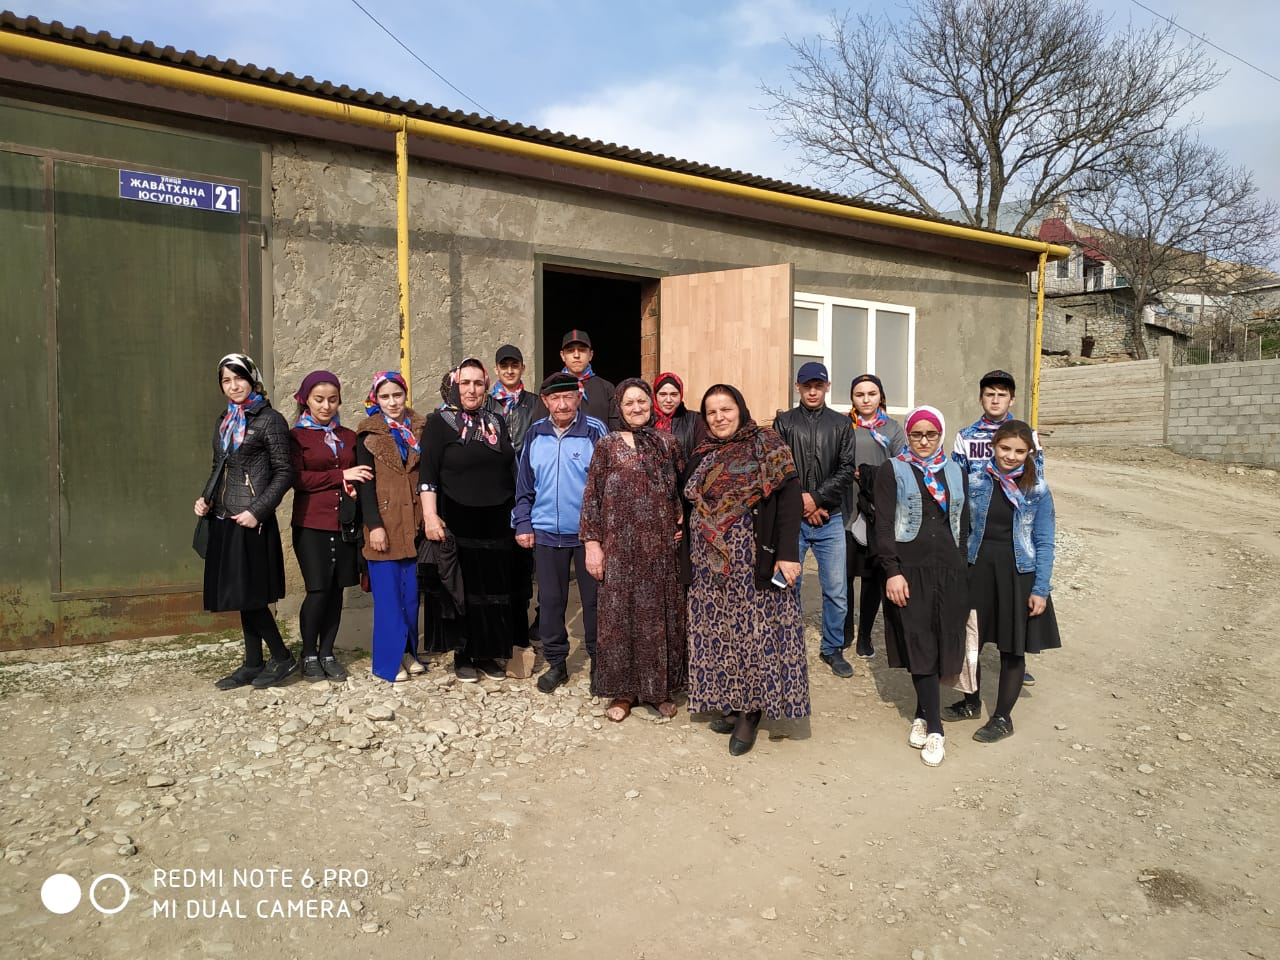 улица
ЖАВАТХАНА
ЮСУПОВА
21
RUS
REDMI NOTE 6 PRO
MI DUAL CAMERA